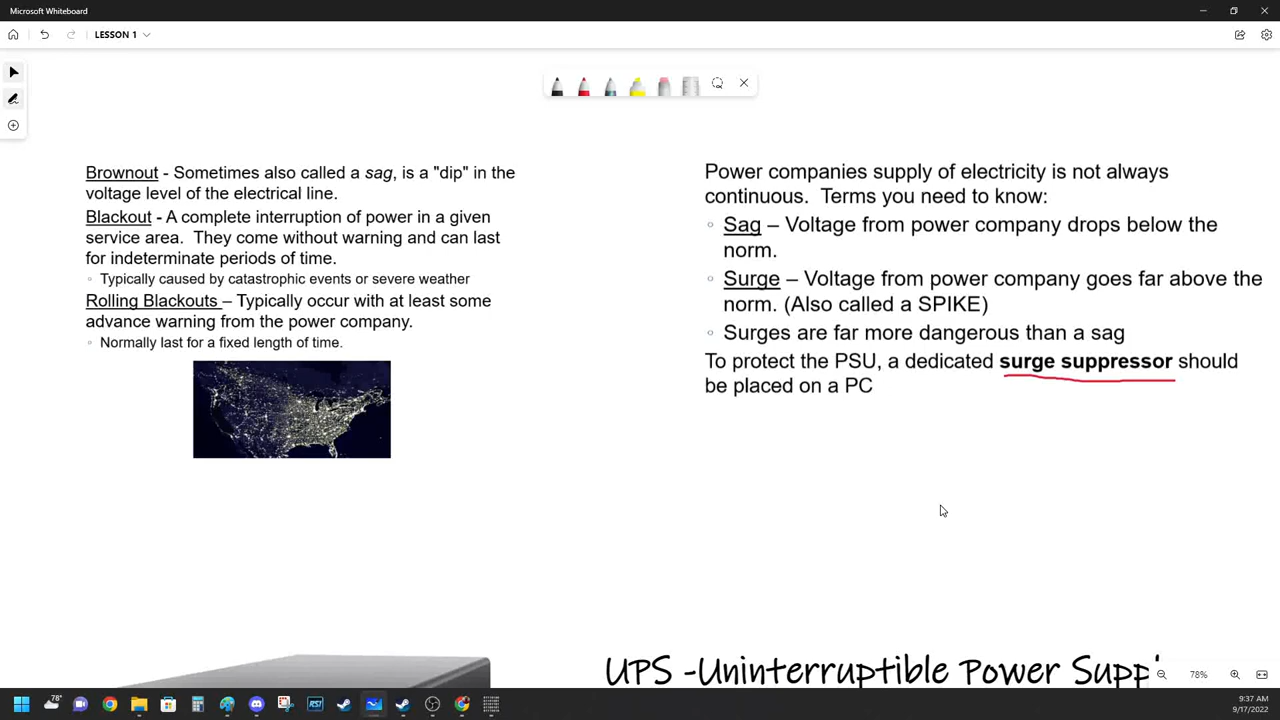 Microsoft Whiteboard
LESSON 1
Brownout - Sometimes also called a sag, is a "dip" in the
voltage level of the electrical line.
Blackout - A complete interruption of power in a given
service area. They come without warning and can last
for indeterminate periods of time.
Typically caused by catastrophic events or severe weather
Rolling Blackouts – Typically occur with at least some
advance warning from the power company.
Normally last for a fixed length of time.
Power companies supply of electricity is not always
continuous. Terms you need to know:
Sag – Voltage from power company drops below the
norm.
Surge – Voltage from power company goes far above the
norm. (Also called a SPIKE)
Surges are far more dangerous than a sag
To protect the PSU, a dedicated surge suppressor should
be placed on a PC
UPS -Uninterruptible Power Suppl
78%
78°
RSI
9:37 AM
9/17/2022